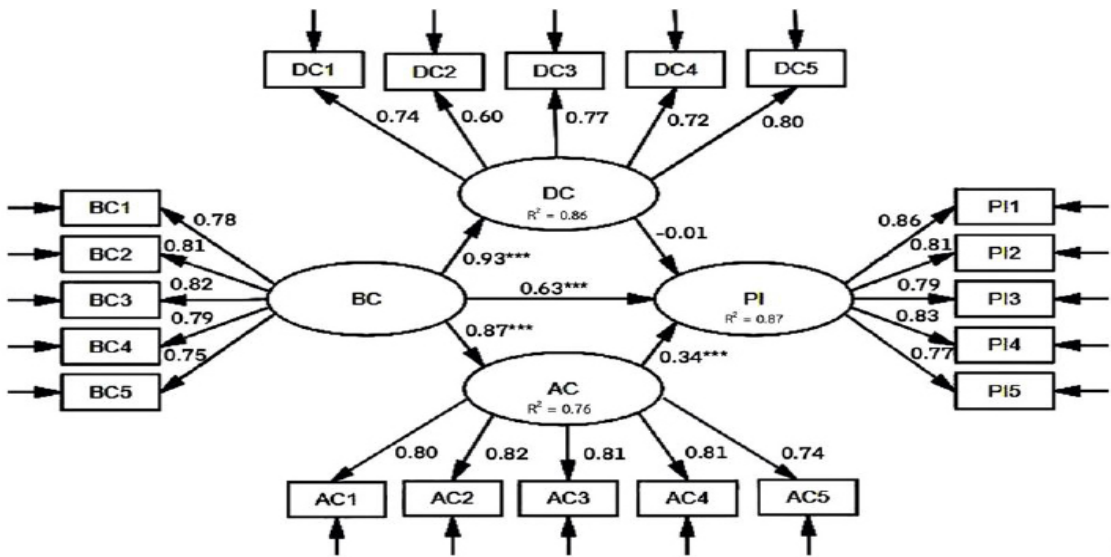 DC1 DC2 DC3 DC4 DC5
0.74 0.60 0.77 0.72 0.80
DC
R² = 0.86
BC1
BC2
BC3
BC4
BC5
0.78
0.81
0.82
0.79
0.75
BC
0.93***
-0.01
0.63***
0.87***
0.34***
PI
R² = 0.87
0.86
0.81
0.79
0.83
0.77
PI1
PI2
PI3
PI4
PI5
AC
R² = 0.76
0.80 0.82 0.81 0.81 0.74
AC1 AC2 AC3 AC4 AC5